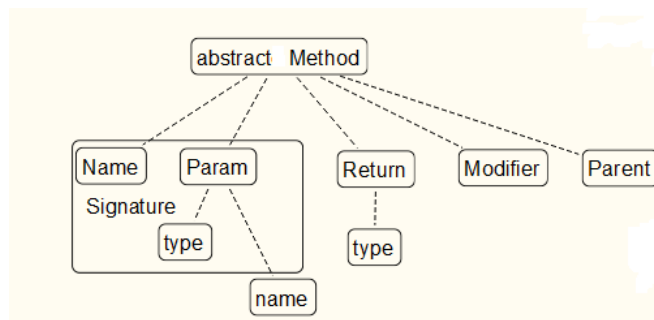 abstract Method
Name Param Return Modifier Parent
Signature
type type
name